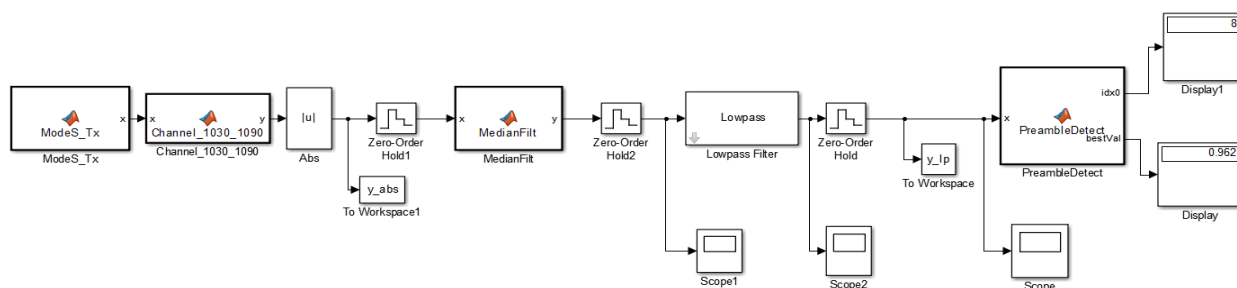 x
ModeS_Tx
ModeS_Tx
x
y
Channel_1030_1090
Channel_1030_1090
|u|
Abs
Zero-Order
Hold1
y_abs
To Workspace1
x
y
MedianFilt
MedianFilt
Zero-Order
Hold2
Scope1
Lowpass
Lowpass Filter
Zero-Order
Hold
Scope2
y_lp
To Workspace
Scope
x
idx0
PreambleDetect
bestVal
PreambleDetect
8
Display1
0.962
Display